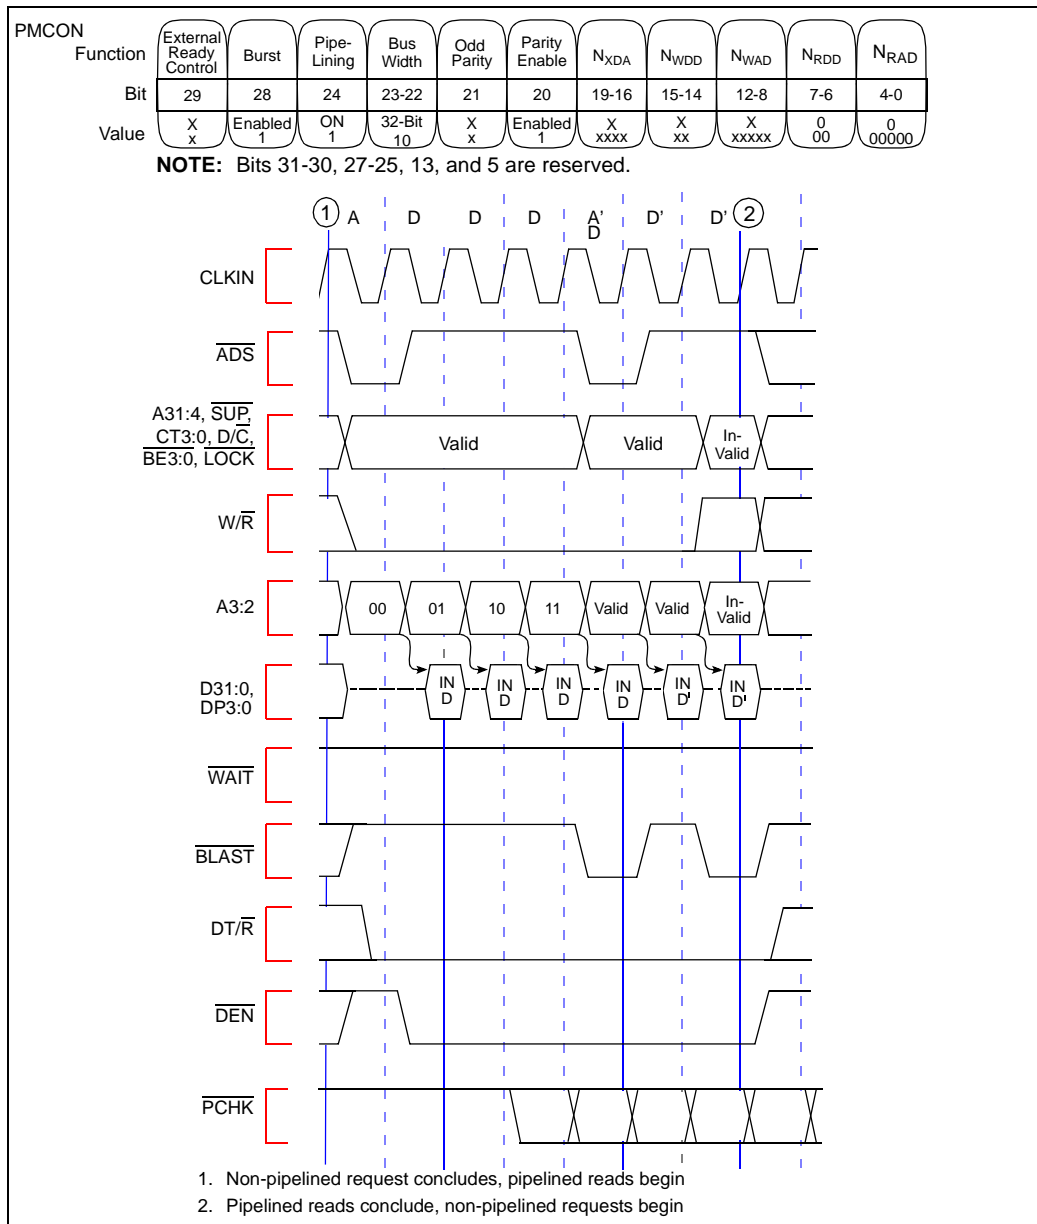 PMCON
Function External Ready Control Burst Pipe-Lining Bus Width Odd Parity Parity Enable NXDA NWDD NWAD NRDD NRAD
Bit 29 28 24 23-22 21 20 19-16 15-14 12-8 7-6 4-0
Value X x Enabled 1 ON 1 32-Bit 10 X x Enabled 1 X xxxx X xx X xxxxx 0 00 0 00000
NOTE: Bits 31-30, 27-25, 13, and 5 are reserved.
1 A D D D A' D D' D' 2
CLKIN
ADS
A31:4, SUP,
CT3:0, D/C,
BE3:0, LOCK
Valid Valid In-Valid
W/R
A3:2 00 01 10 11 Valid Valid In-Valid
D31:0,
DP3:0
IN D IN D IN D IN D IN D' IN D'
WAIT
BLAST
DT/R
DEN
PCHK
1. Non-pipelined request concludes, pipelined reads begin
2. Pipelined reads conclude, non-pipelined requests begin